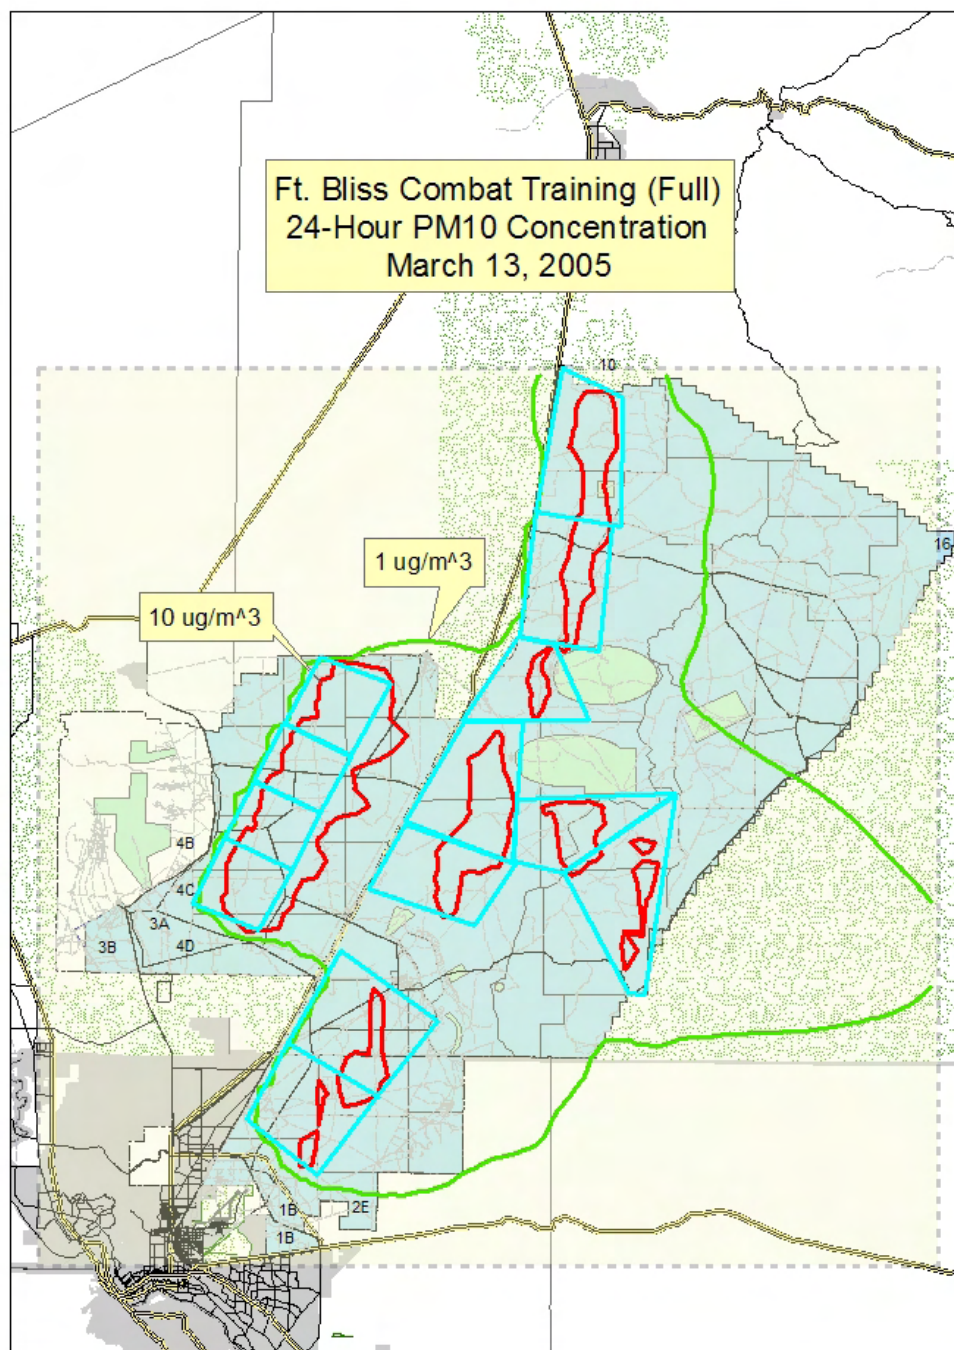 Ft. Bliss Combat Training (Full)
24-Hour PM10 Concentration
March 13, 2005
10
16
1 ug/m^3
10 ug/m^3
4B
4C
3A
3B
4D
1B
2E
1B